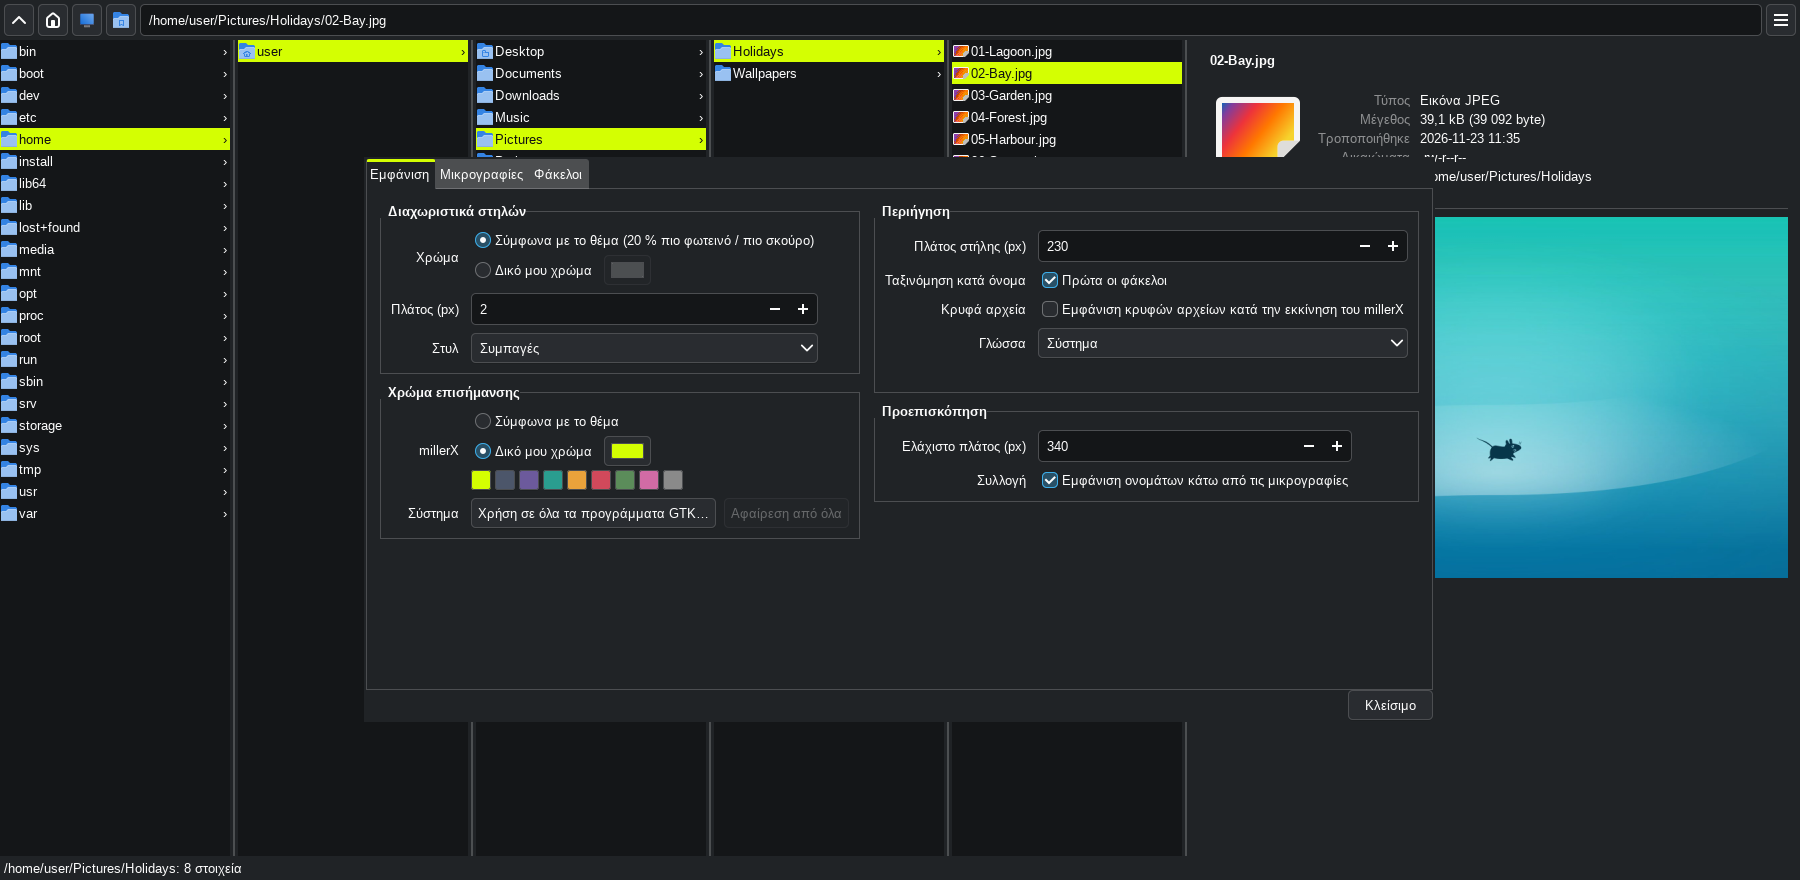 /home/user/Pictures/Holidays/02-Bay.jpg
bin
boot
dev
etc
home
install
lib64
lib
lost+found
media
mnt
opt
proc
root
run
sbin
srv
storage
sys
tmp
usr
var
user
Desktop
Documents
Downloads
Music
Pictures
Holidays
Wallpapers
01-Lagoon.jpg
02-Bay.jpg
03-Garden.jpg
04-Forest.jpg
05-Harbour.jpg
02-Bay.jpg
Τύπος Εικόνα JPEG
Μέγεθος 39,1 kB (39 092 byte)
Τροποποιήθηκε 2026-11-23 11:35
ome/user/Pictures/Holidays
Εμφάνιση Μικρογραφίες Φάκελοι
Διαχωριστικά στηλών
Χρώμα
Σύμφωνα με το θέμα (20 % πιο φωτεινό / πιο σκούρο)
Δικό μου χρώμα
Πλάτος (px) 2
Στυλ Συμπαγές
Χρώμα επισήμανσης
millerX
Σύμφωνα με το θέμα
Δικό μου χρώμα
Σύστημα Χρήση σε όλα τα προγράμματα GTK… Αφαίρεση από όλα
Περιήγηση
Πλάτος στήλης (px) 230
Ταξινόμηση κατά όνομα Πρώτα οι φάκελοι
Κρυφά αρχεία Εμφάνιση κρυφών αρχείων κατά την εκκίνηση του millerX
Γλώσσα Σύστημα
Προεπισκόπηση
Ελάχιστο πλάτος (px) 340
Συλλογή Εμφάνιση ονομάτων κάτω από τις μικρογραφίες
Κλείσιμο
/home/user/Pictures/Holidays: 8 στοιχεία